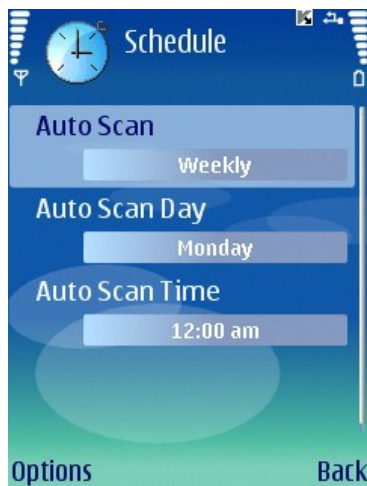 Schedule
Auto Scan
Weekly
Auto Scan Day
Monday
Auto Scan Time
12:00 am
Options
Back